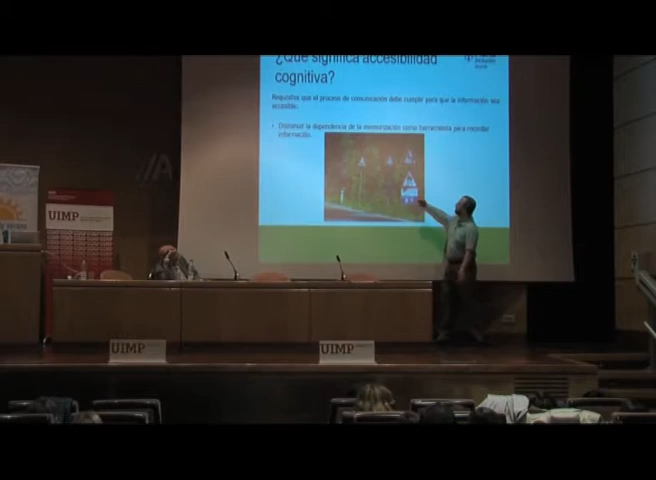 ¿Qué significa accesibilidad
cognitiva?
Requisitos que el proceso de comunicación debe cumplir para que la información sea
accesible.
• Disminuir la dependencia de la memorización como herramienta para recordar
información.
UIMP
UIMP
UIMP